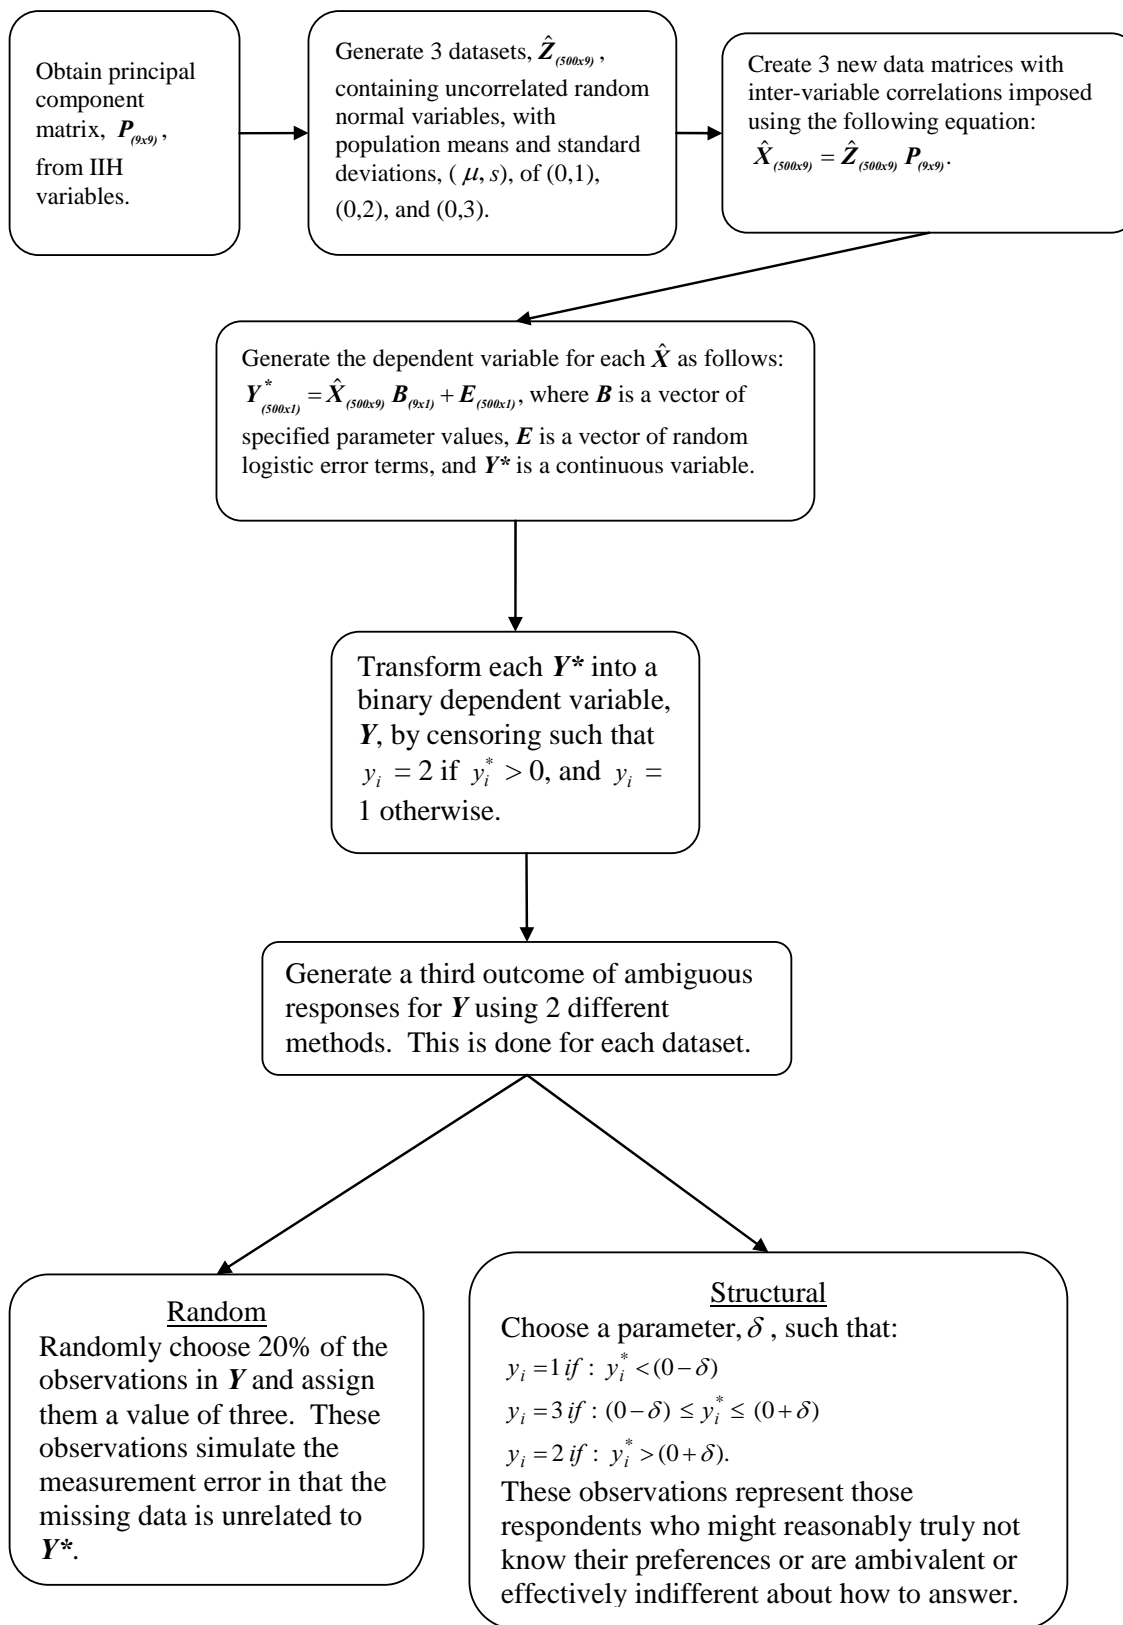 Obtain principal
component
matrix, P(9x9),
from IIH
variables.
Generate 3 datasets, Ẑ(500x9),
containing uncorrelated random
normal variables, with
population means and standard
deviations, (μ, s), of (0,1),
(0,2), and (0,3).
Create 3 new data matrices with
inter-variable correlations imposed
using the following equation:
X̂(500x9) = Ẑ(500x9) P(9x9).
Generate the dependent variable for each X̂ as follows:
Y*(500x1) = X̂(500x9) B(9x1) + E(500x1), where B is a vector of
specified parameter values, E is a vector of random
logistic error terms, and Y* is a continuous variable.
Transform each Y* into a
binary dependent variable,
Y, by censoring such that
yᵢ = 2 if yᵢ* > 0, and yᵢ =
1 otherwise.
Generate a third outcome of ambiguous
responses for Y using 2 different
methods.  This is done for each dataset.
Random
Randomly choose 20% of the
observations in Y and assign
them a value of three.  These
observations simulate the
measurement error in that the
missing data is unrelated to
Y*.
Structural
Choose a parameter, δ, such that:
yᵢ = 1 if : yᵢ* < (0 − δ)
yᵢ = 3 if : (0 − δ) ≤ yᵢ* ≤ (0 + δ)
yᵢ = 2 if : yᵢ* > (0 + δ).
These observations represent those
respondents who might reasonably truly not
know their preferences or are ambivalent or
effectively indifferent about how to answer.